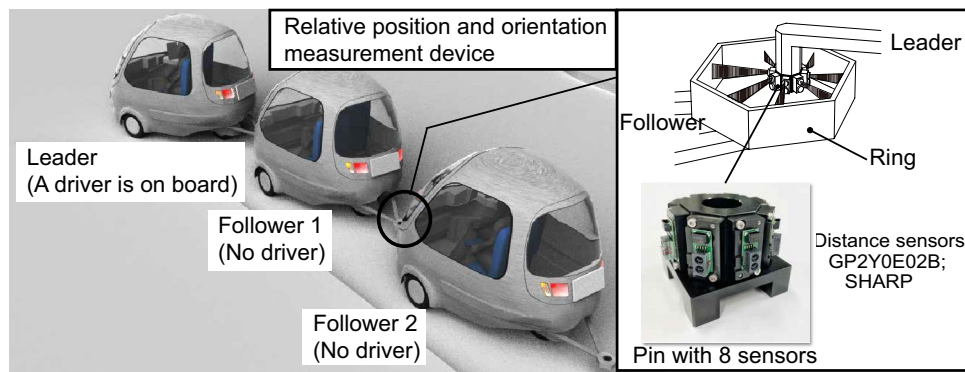 Relative position and orientation
measurement device
Leader
(A driver is on board)
Follower 1
(No driver)
Follower 2
(No driver)
Leader
Follower
Ring
Distance sensors
GP2Y0E02B;
SHARP
Pin with 8 sensors